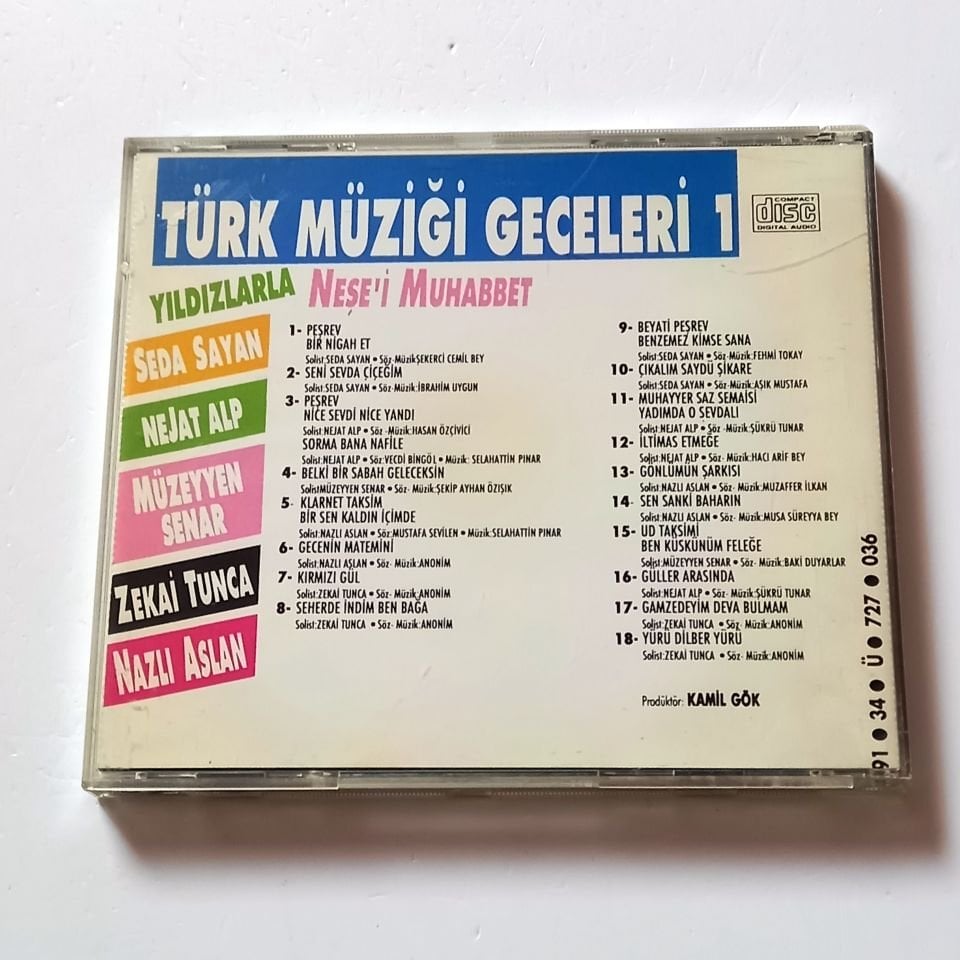 TÜRK MÜZİĞİ GECELERİ 1
COMPACT
disc
DIGITAL AUDIO
YILDIZLARLA NEŞE'İ MUHABBET
SEDA SAYAN
NEJAT ALP
MÜZEYYEN
SENAR
ZEKAİ TUNCA
NAZLI ASLAN
1- PEŞREV
BİR NİGAH ET
Solist:SEDA SAYAN • Söz-Müzik:ŞEKERCİ CEMİL BEY
2- SENİ SEVDA ÇİÇEĞİM
Solist:SEDA SAYAN • Söz-Müzik:İBRAHİM UYGUN
3- PEŞREV
NİCE SEVDİ NİCE YANDI
Solist:NEJAT ALP • Söz -Müzik:HASAN ÖZÇİVİCİ
SORMA BANA NAFİLE
Solist:NEJAT ALP • Söz:VECDİ BİNGÖL • Müzik: SELAHATTİN PINAR
4- BELKİ BİR SABAH GELECEKSİN
Solist:MÜZEYYEN SENAR • Söz- Müzik:ŞEKİP AYHAN ÖZIŞIK
5- KLARNET TAKSİM
BİR SEN KALDIN İÇİMDE
Solist:NAZLI ASLAN • Söz:MUSTAFA SEVİLEN • Müzik:SELAHATTİN PINAR
6- GECENİN MATEMİNİ
Solist:NAZLI ASLAN • Söz- Müzik:ANONİM
7- KIRMIZI GÜL
Solist:ZEKAİ TUNCA • Söz- Müzik:ANONİM
8- SEHERDE İNDİM BEN BAĞA
Solist:ZEKAİ TUNCA • Söz- Müzik:ANONİM
9- BEYATİ PEŞREV
BENZEMEZ KİMSE SANA
Solist:SEDA SAYAN • Söz-Müzik:FEHMİ TOKAY
10- ÇIKALIM SAYDÜ ŞİKARE
Solist:SEDA SAYAN • Söz-Müzik:AŞIK MUSTAFA
11- MUHAYYER SAZ SEMAİSİ
YADIMDA O SEVDALI
Solist:NEJAT ALP • Söz -Müzik:ŞÜKRÜ TUNAR
12- İLTİMAS ETMEĞE
Solist:NEJAT ALP • Söz -Müzik:HACI ARİF BEY
13- GÖNLÜMÜN ŞARKISI
Solist:NAZLI ASLAN • Söz- Müzik:MUZAFFER İLKAN
14- SEN SANKİ BAHARIN
Solist:NAZLI ASLAN • Söz- Müzik:MUSA SÜREYYA BEY
15- UD TAKSİMİ
BEN KÜSKÜNÜM FELEĞE
Solist:MÜZEYYEN SENAR • Söz- Müzik:BAKİ DUYARLAR
16- GÜLLER ARASINDA
Solist:NEJAT ALP • Söz- Müzik:ŞÜKRÜ TUNAR
17- GAMZEDEYİM DEVA BULMAM
Solist:ZEKAİ TUNCA • Söz- Müzik:ANONİM
18- YÜRÜ DİLBER YÜRÜ
Solist:ZEKAİ TUNCA • Söz- Müzik:ANONİM
Prodüktör: KAMİL GÖK
91 ● 34 ● Ü ● 727 ● 036